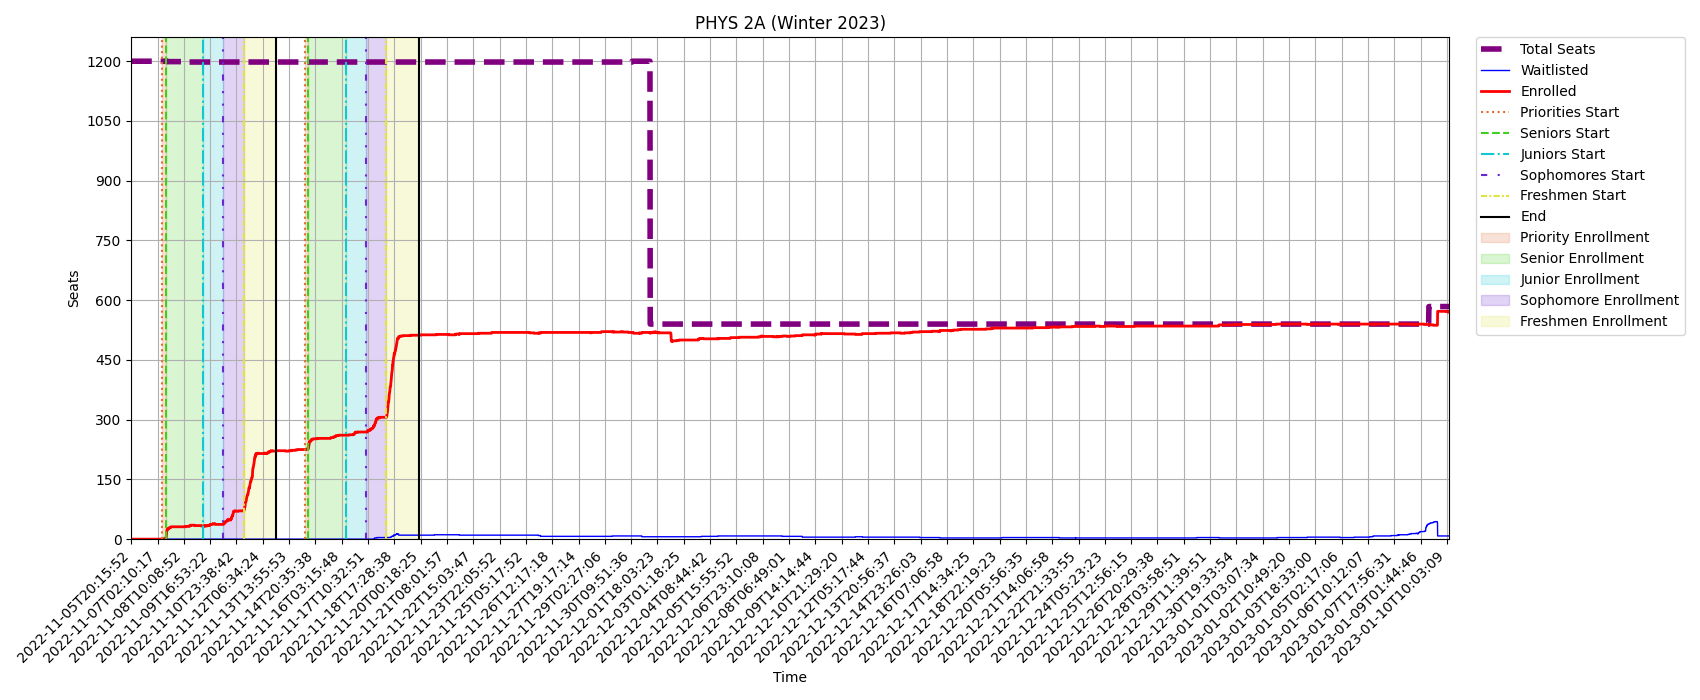 PHYS 2A (Winter 2023)
Seats
1200
1050
900
750
600
450
300
150
0
2022-11-05T20:15:52
2022-11-07T02:10:17
2022-11-08T10:08:52
2022-11-09T16:53:22
2022-11-10T23:38:42
2022-11-12T06:34:24
2022-11-13T13:55:53
2022-11-14T20:35:38
2022-11-16T03:15:48
2022-11-17T10:32:51
2022-11-18T17:28:38
2022-11-20T00:18:25
2022-11-21T08:01:57
2022-11-22T15:03:47
2022-11-23T22:05:52
2022-11-25T05:17:52
2022-11-26T12:17:18
2022-11-27T19:17:14
2022-11-29T02:27:06
2022-11-30T09:51:36
2022-12-01T18:03:23
2022-12-03T01:18:25
2022-12-04T08:44:42
2022-12-05T15:55:52
2022-12-06T23:10:08
2022-12-08T06:49:01
2022-12-09T14:14:44
2022-12-10T21:29:20
2022-12-12T05:17:44
2022-12-13T20:56:37
2022-12-14T23:26:03
2022-12-16T07:06:58
2022-12-17T14:34:25
2022-12-18T22:19:23
2022-12-20T05:56:35
2022-12-21T14:06:58
2022-12-22T21:33:55
2022-12-24T05:23:23
2022-12-25T12:56:15
2022-12-26T20:29:38
2022-12-28T03:58:51
2022-12-29T11:39:51
2022-12-30T19:33:54
2023-01-01T03:07:34
2023-01-02T10:49:20
2023-01-03T18:33:00
2023-01-05T02:17:06
2023-01-06T10:12:07
2023-01-07T17:56:31
2023-01-09T01:44:46
2023-01-10T10:03:09
Time
Total Seats
Waitlisted
Enrolled
Priorities Start
Seniors Start
Juniors Start
Sophomores Start
Freshmen Start
End
Priority Enrollment
Senior Enrollment
Junior Enrollment
Sophomore Enrollment
Freshmen Enrollment